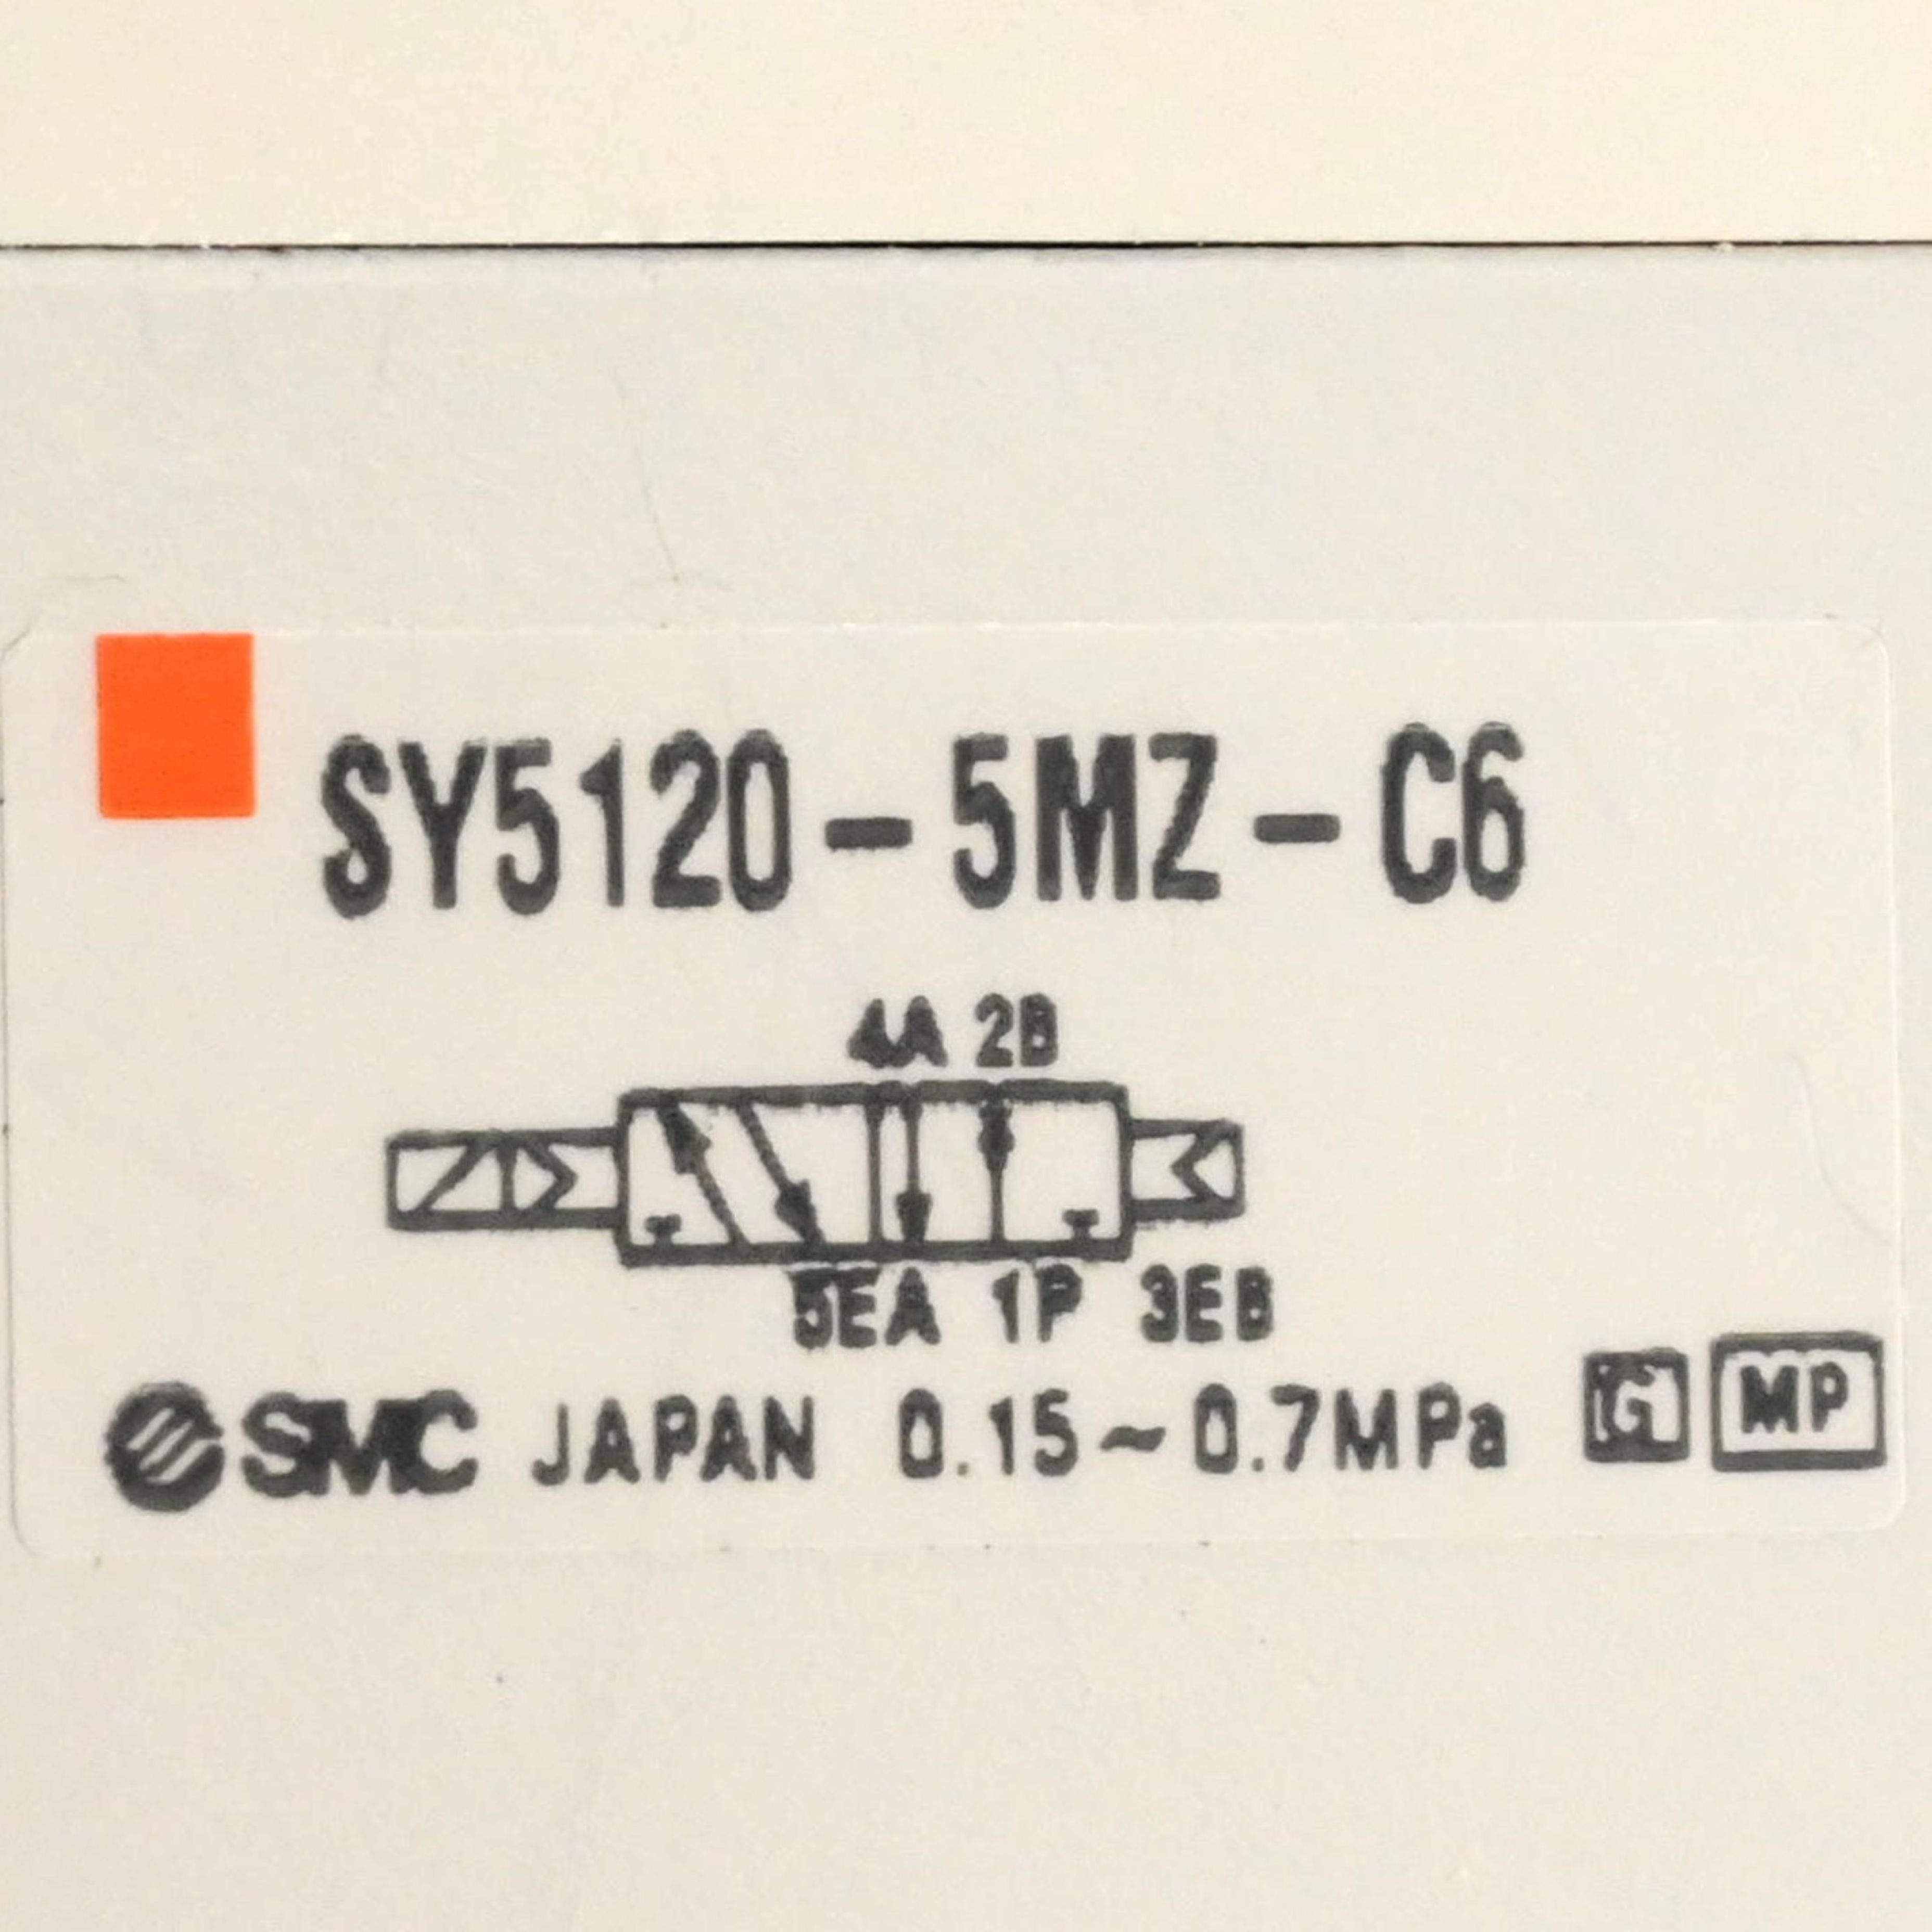 SY5120-5MZ-C6
4A 2B
5EA 1P 3EB
SMC JAPAN 0.15~0.7MPa G MP